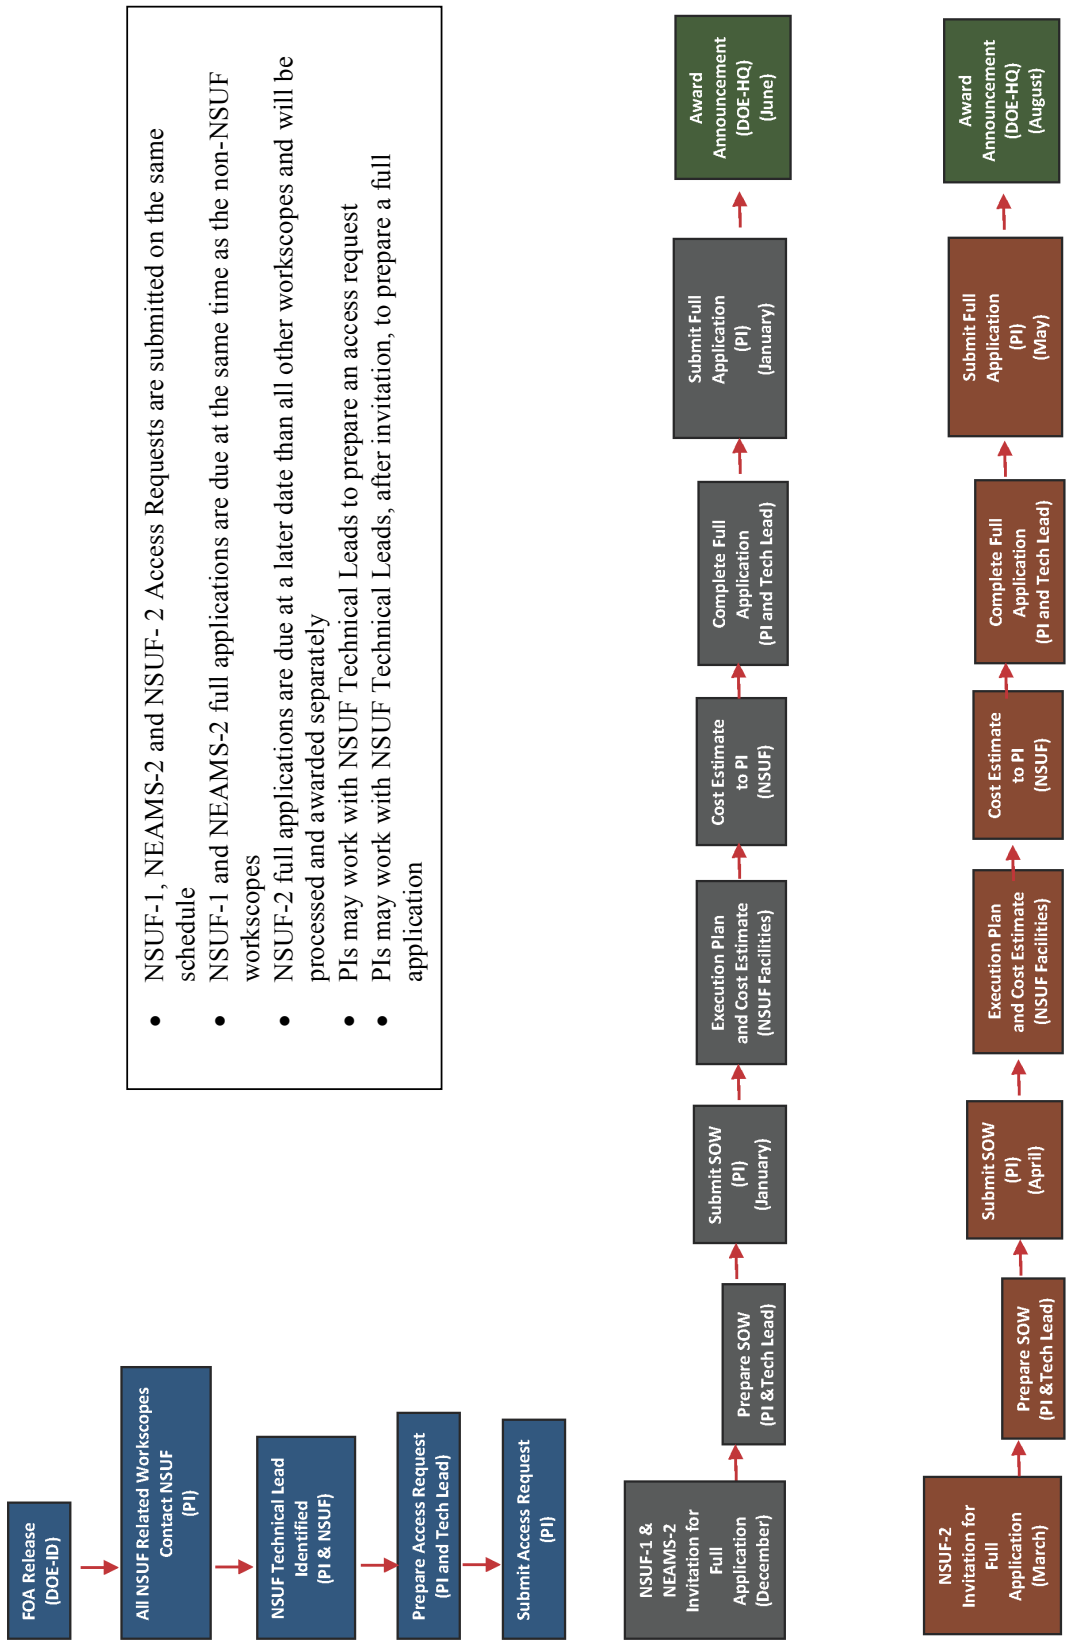 FOA Release
(DOE-ID)
All NSUF Related Workscopes
Contact NSUF
(PI)
NSUF Technical Lead
Identified
(PI & NSUF)
Prepare Access Request
(PI and Tech Lead)
Submit Access Request
(PI)
• NSUF-1, NEAMS-2 and NSUF- 2 Access Requests are submitted on the same
schedule
• NSUF-1 and NEAMS-2 full applications are due at the same time as the non-NSUF
workscopes
• NSUF-2 full applications are due at a later date than all other workscopes and will be
processed and awarded separately
• PIs may work with NSUF Technical Leads to prepare an access request
• PIs may work with NSUF Technical Leads, after invitation, to prepare a full
application
NSUF-1 &
NEAMS-2
Invitation for
Full
Application
(December)
Prepare SOW
(PI &Tech Lead)
Submit SOW
(PI)
(January)
Execution Plan
and Cost Estimate
(NSUF Facilities)
Cost Estimate
to PI
(NSUF)
Complete Full
Application
(PI and Tech Lead)
Submit Full
Application
(PI)
(January)
Award
Announcement
(DOE-HQ)
(June)
NSUF-2
Invitation for
Full
Application
(March)
Prepare SOW
(PI &Tech Lead)
Submit SOW
(PI)
(April)
Execution Plan
and Cost Estimate
(NSUF Facilities)
Cost Estimate
to PI
(NSUF)
Complete Full
Application
(PI and Tech Lead)
Submit Full
Application
(PI)
(May)
Award
Announcement
(DOE-HQ)
(August)